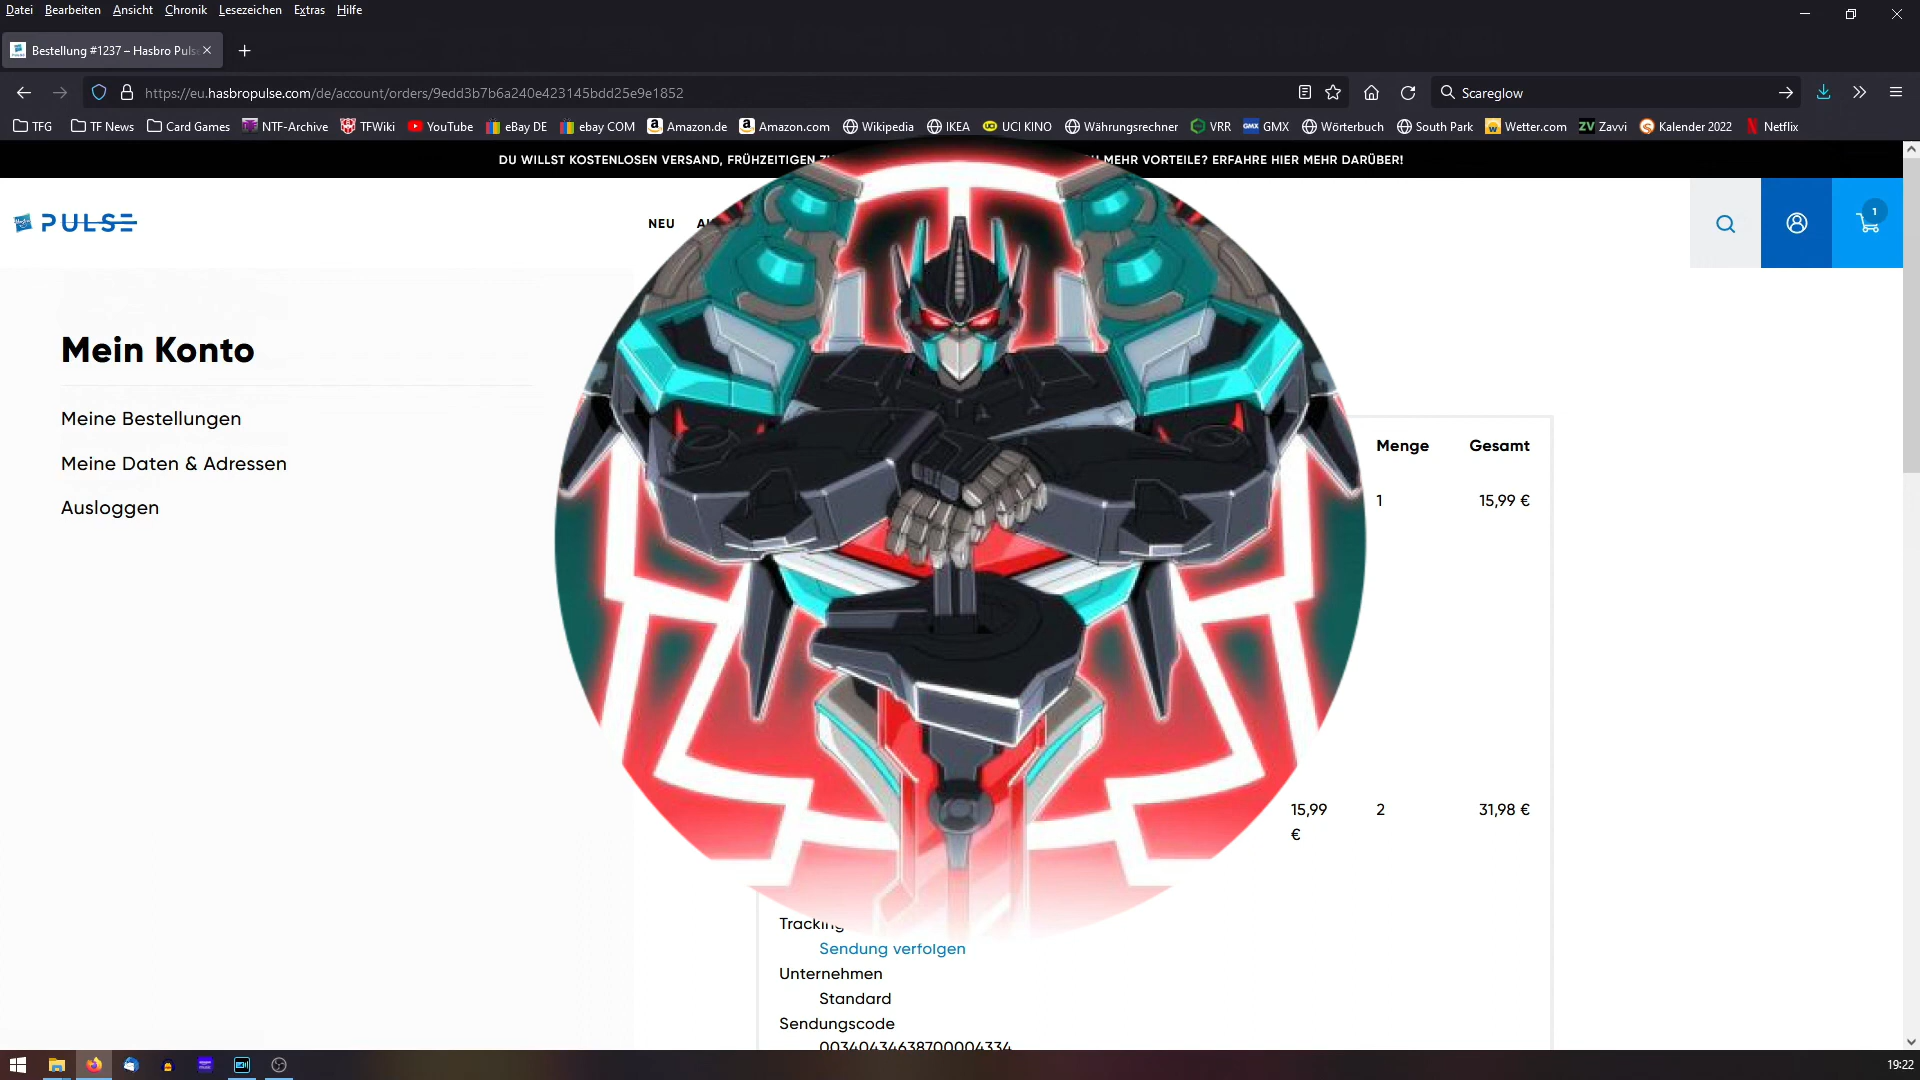 Datei Bearbeiten Ansicht Chronik Lesezeichen Extras Hilfe
Bestellung #1237 – Hasbro Puls
https://eu.hasbropulse.com/de/account/orders/9edd3b7b6a240e423145bdd25e9e1852
Scareglow
TFG TF News Card Games NTF-Archive TFWiki YouTube eBay DE ebay COM Amazon.de Amazon.com Wikipedia IKEA UCI KINO Währungsrechner VRR GMX Wörterbuch South Park Wetter.com Zavvi Kalender 2022 Netflix
DU WILLST KOSTENLOSEN VERSAND, FRÜHZEITIGEN MEHR VORTEILE? ERFAHRE HIER MEHR DARÜBER!
Hasbro PULSE
NEU
1
Mein Konto
Meine Bestellungen
Meine Daten & Adressen
Ausloggen
Menge Gesamt
1 15,99 €
15,99 2 31,98 €
€
Tracking
Sendung verfolgen
Unternehmen
Standard
Sendungscode
00340434638700004334
19:22